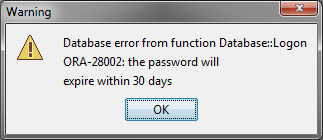 Warning
Database error from function Database::Logon
ORA-28002: the password will
expire within 30 days
OK